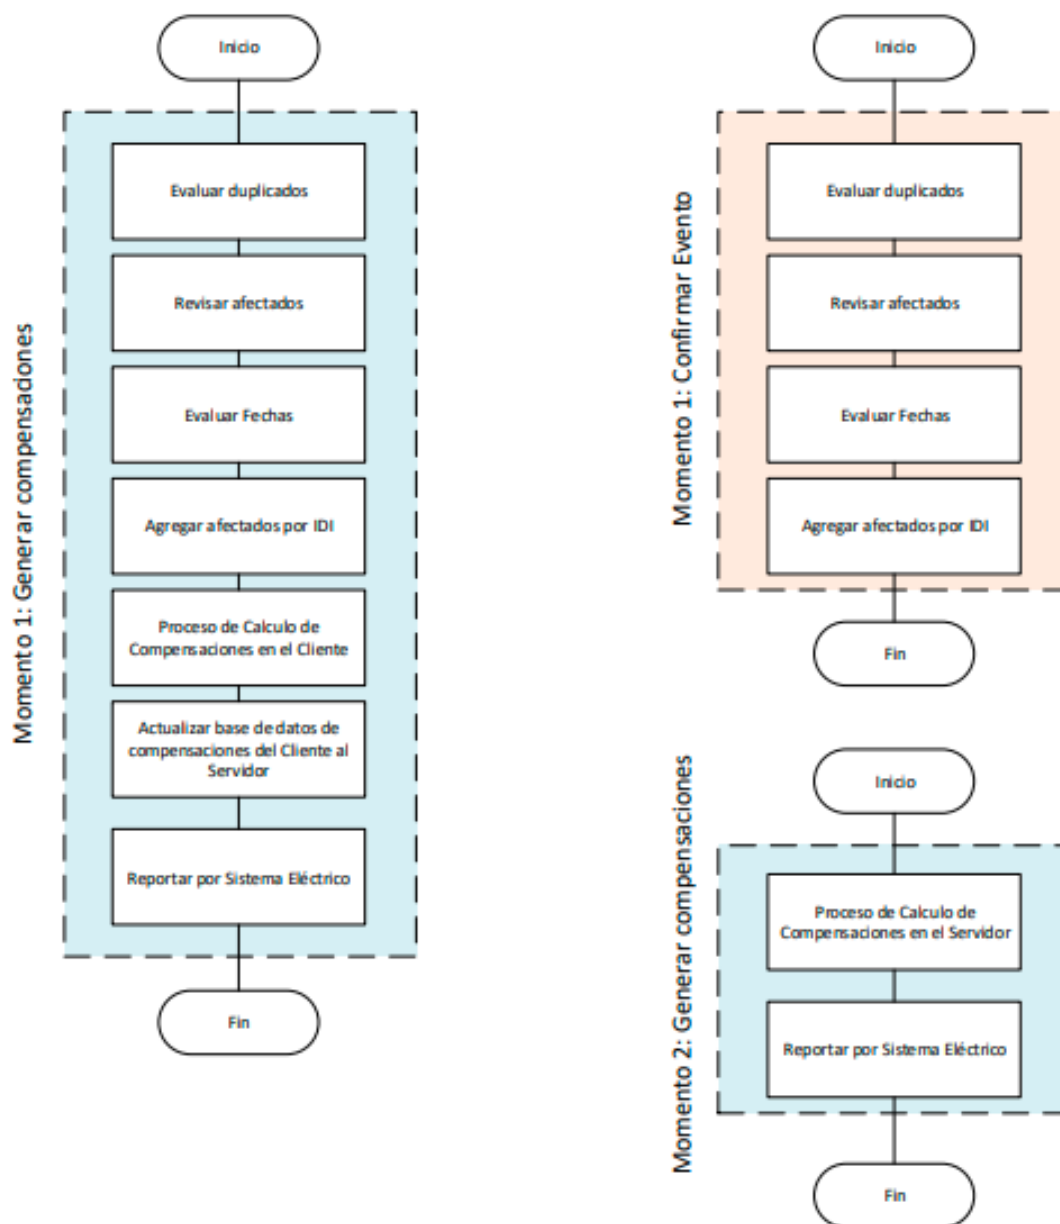 Inicio
Momento 1: Generar compensaciones
Evaluar duplicados
Revisar afectados
Evaluar Fechas
Agregar afectados por IDI
Proceso de Calculo de
Compensaciones en el Cliente
Actualizar base de datos de
compensaciones del Cliente al
Servidor
Reportar por Sistema Eléctrico
Fin
Inicio
Momento 1: Confirmar Evento
Evaluar duplicados
Revisar afectados
Evaluar Fechas
Agregar afectados por IDI
Fin
Inicio
Momento 2: Generar compensaciones
Proceso de Calculo de
Compensaciones en el Servidor
Reportar por Sistema Eléctrico
Fin